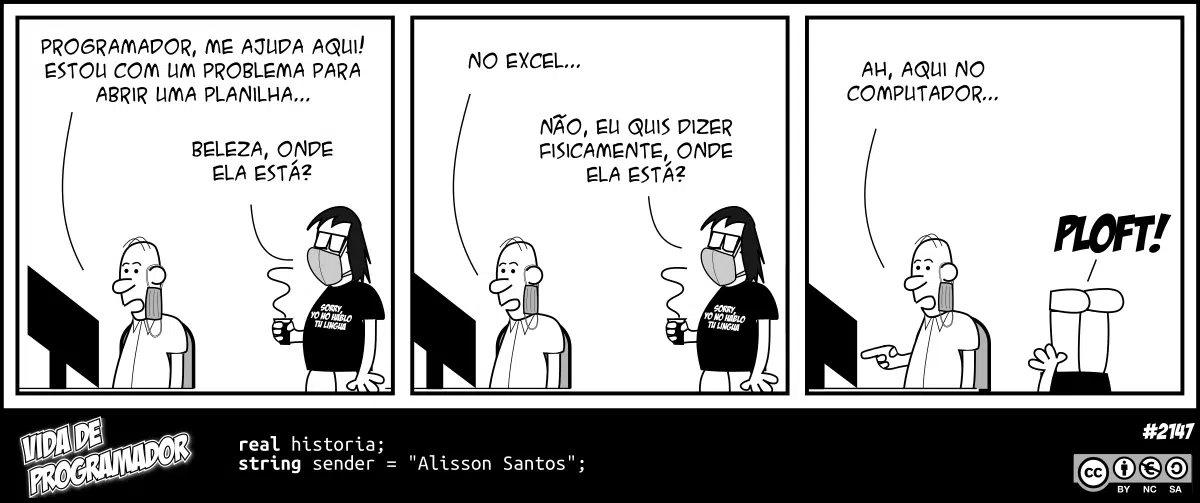 PROGRAMADOR, ME AJUDA AQUI!
ESTOU COM UM PROBLEMA PARA
ABRIR UMA PLANILHA...
BELEZA, ONDE
ELA ESTÁ?
SORRY,
YO NO HABLO
TU LINGUA
NO EXCEL...
NÃO, EU QUIS DIZER
FISICAMENTE, ONDE
ELA ESTÁ?
SORRY,
YO NO HABLO
TU LINGUA
AH, AQUI NO
COMPUTADOR...
PLOFT!
VIDA DE
PROGRAMADOR
real historia;
string sender = "Alisson Santos";
#2147
cc
BY NC SA